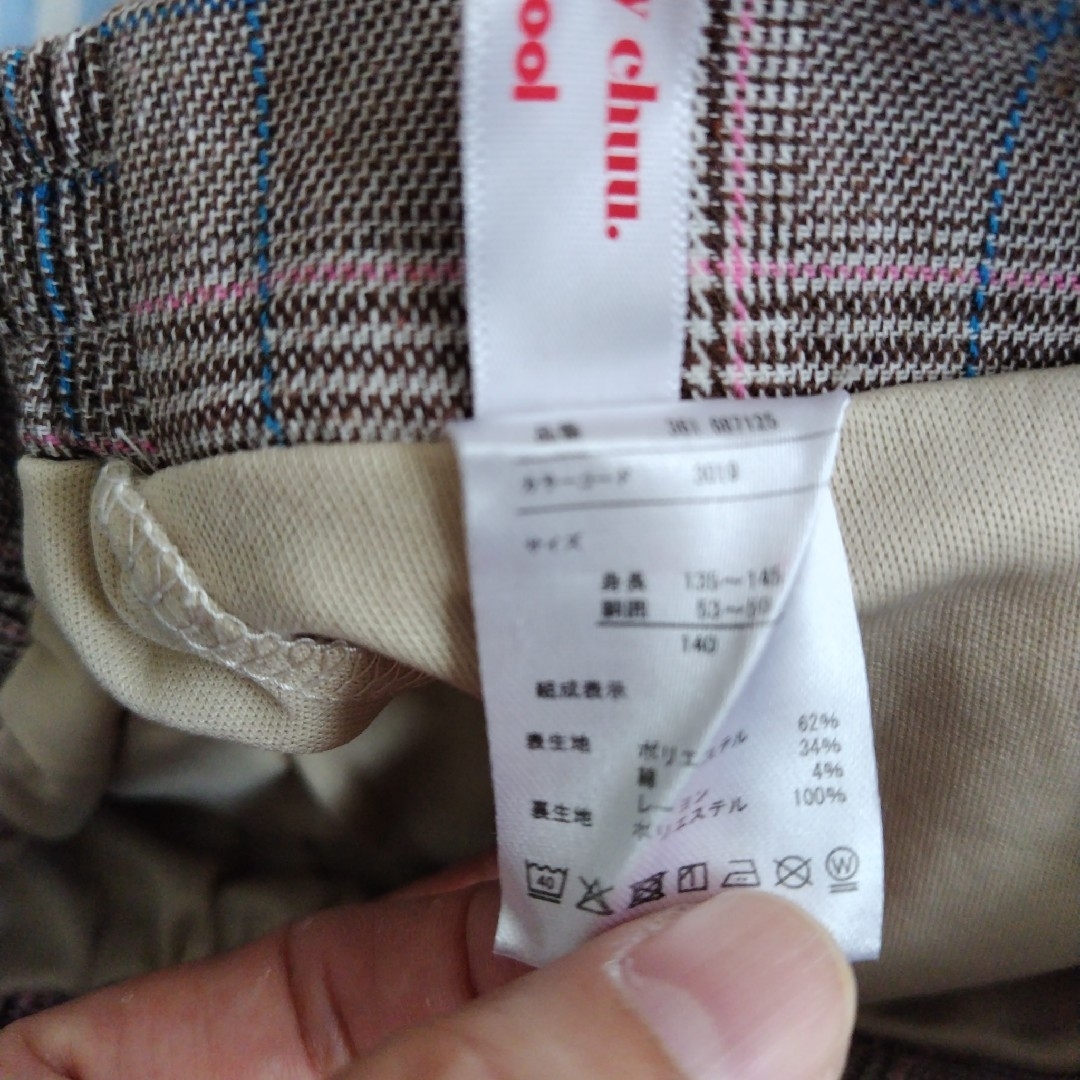 y chuu.
ool
品番 361 687125
カラーコード 3019
サイズ
身長 135～145
胴囲 53～59
140
組成表示
表生地 ポリエステル 62%
綿 34%
レーヨン 4%
裏生地 ポリエステル 100%
40
W